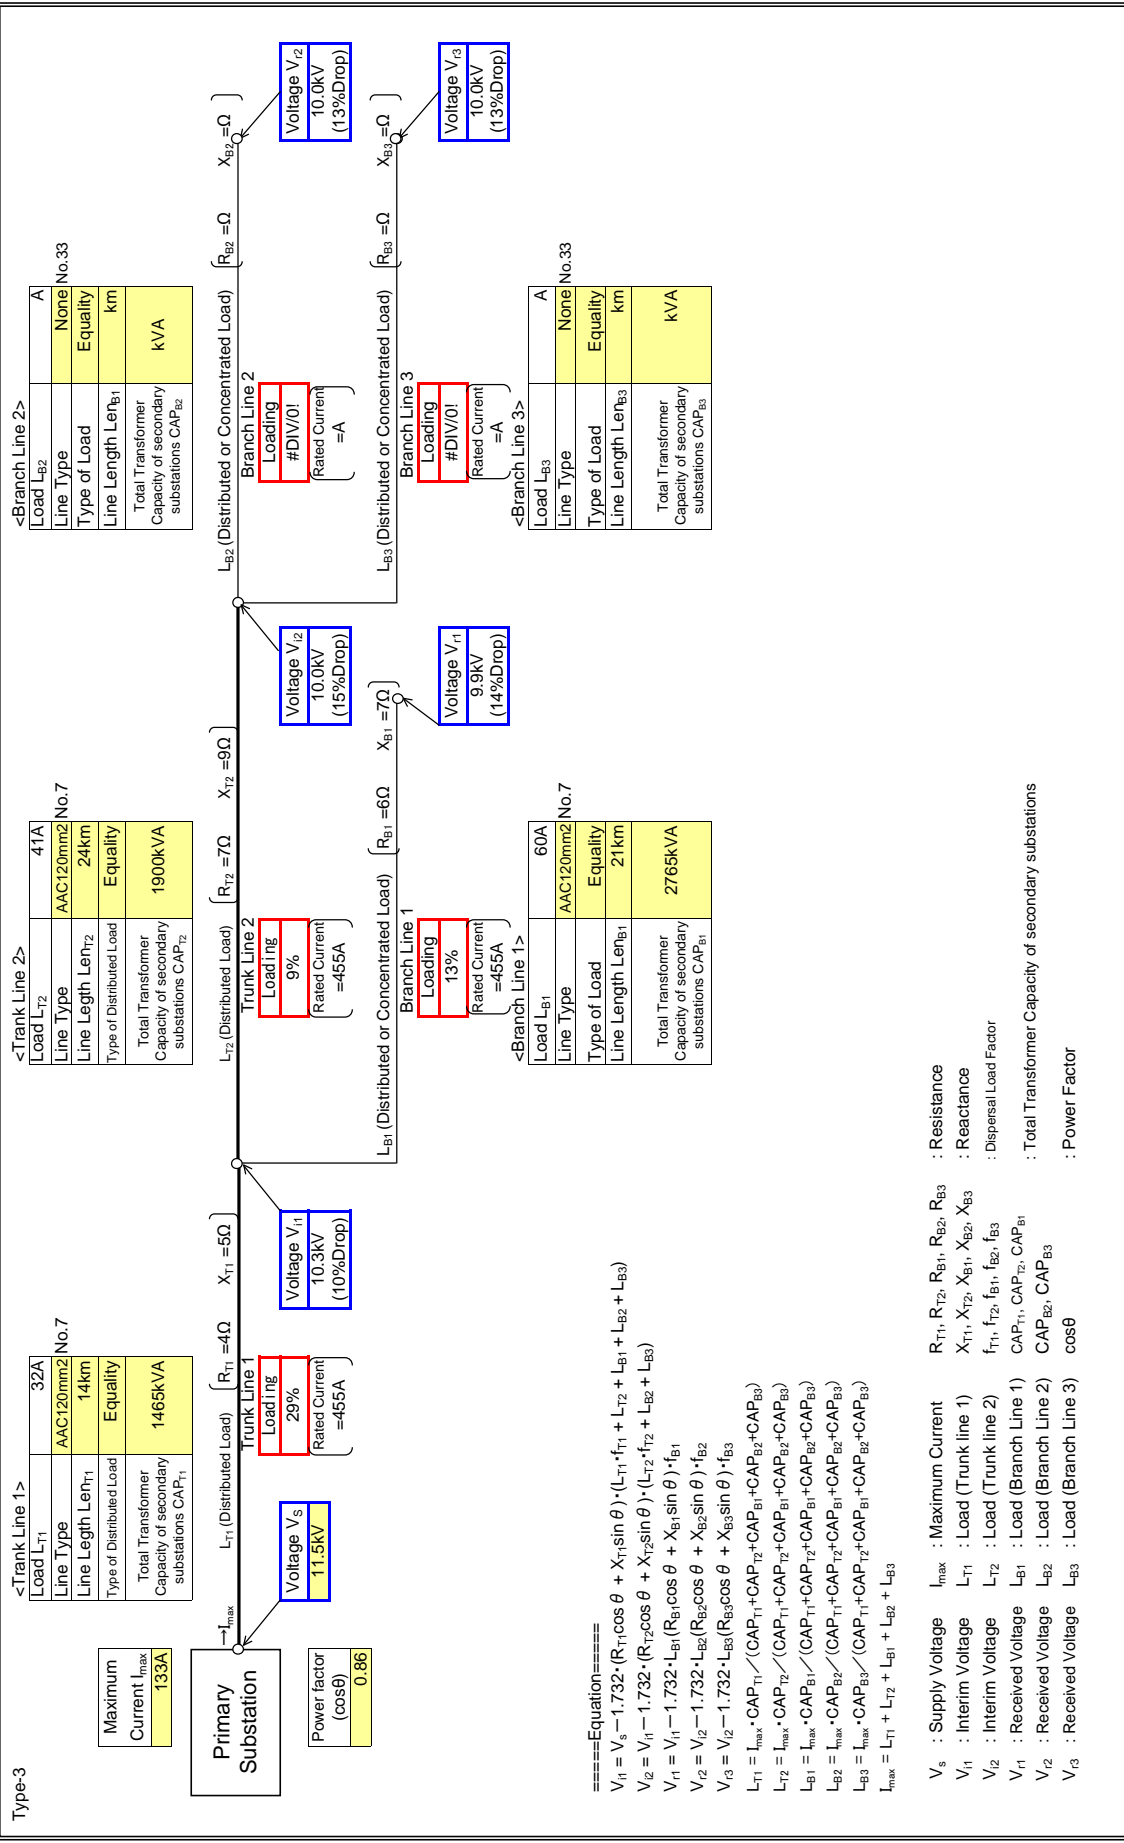 Type-3
Maximum
Current Imax
133A
Primary
Substation
Power factor
(cosθ)
0.86
→Imax
Voltage VS
11.5kV
<Trank Line 1>
Load LT1 32A
Line Type AAC120mm2 No.7
Line Legth LenT1 14km
Type of Distributed Load Equality
Total Transformer
Capacity of secondary
substations CAPT1
1465kVA
LT1 (Distributed Load)
RT1 =4Ω XT1 =5Ω
Trunk Line 1
Loading
29%
Rated Current
=455A
Voltage Vi1
10.3kV
(10%Drop)
<Trank Line 2>
Load LT2 41A
Line Type AAC120mm2 No.7
Line Legth LenT2 24km
Type of Distributed Load Equality
Total Transformer
Capacity of secondary
substations CAPT2
1900kVA
LT2 (Distributed Load)
RT2 =7Ω XT2 =9Ω
Trunk Line 2
Loading
9%
Rated Current
=455A
LB1 (Distributed or Concentrated Load)
RB1 =6Ω XB1 =7Ω
Branch Line 1
Loading
13%
Rated Current
=455A
<Branch Line 1>
Load LB1 60A
Line Type AAC120mm2 No.7
Type of Load Equality
Line Length LenB1 21km
Total Transformer
Capacity of secondary
substations CAPB1
2765kVA
Voltage Vi2
10.0kV
(15%Drop)
Voltage Vr1
9.9kV
(14%Drop)
<Branch Line 2>
Load LB2 A
Line Type None No.33
Type of Load Equality
Line Length LenB1 km
Total Transformer
Capacity of secondary
substations CAPB2
kVA
LB2 (Distributed or Concentrated Load)
RB2 =Ω XB2 =Ω
Branch Line 2
Loading
#DIV/0!
Rated Current
=A
Voltage Vr2
10.0kV
(13%Drop)
LB3 (Distributed or Concentrated Load)
RB3 =Ω XB3 =Ω
Branch Line 3
Loading
#DIV/0!
Rated Current
=A
Voltage Vr3
10.0kV
(13%Drop)
<Branch Line 3>
Load LB3 A
Line Type None No.33
Type of Load Equality
Line Length LenB3 km
Total Transformer
Capacity of secondary
substations CAPB3
kVA
=====Equation=====
Vi1 = Vs－1.732・(RT1cos θ + XT1sin θ)・(LT1・fT1 + LT2 + LB1 + LB2 + LB3)
Vi2 = Vi1－1.732・(RT2cos θ + XT2sin θ)・(LT2・fT2 + LB2 + LB3)
Vr1 = Vi1－1.732・LB1(RB1cos θ + XB1sin θ)・fB1
Vr2 = Vi2－1.732・LB2(RB2cos θ + XB2sin θ)・fB2
Vr3 = Vi2－1.732・LB3(RB3cos θ + XB3sin θ)・fB3
LT1 = Imax・CAPT1／(CAPT1+CAPT2+CAPB1+CAPB2+CAPB3)
LT2 = Imax・CAPT2／(CAPT1+CAPT2+CAPB1+CAPB2+CAPB3)
LB1 = Imax・CAPB1／(CAPT1+CAPT2+CAPB1+CAPB2+CAPB3)
LB2 = Imax・CAPB2／(CAPT1+CAPT2+CAPB1+CAPB2+CAPB3)
LB3 = Imax・CAPB3／(CAPT1+CAPT2+CAPB1+CAPB2+CAPB3)
Imax = LT1 + LT2 + LB1 + LB2 + LB3
Vs : Supply Voltage Imax : Maximum Current RT1, RT2, RB1, RB2, RB3 : Resistance
Vi1 : Interim Voltage LT1 : Load (Trunk line 1) XT1, XT2, XB1, XB2, XB3 : Reactance
Vi2 : Interim Voltage LT2 : Load (Trunk line 2) fT1, fT2, fB1, fB2, fB3 : Dispersal Load Factor
Vr1 : Received Voltage LB1 : Load (Branch Line 1) CAPT1, CAPT2, CAPB1 : Total Transformer Capacity of secondary substations
Vr2 : Received Voltage LB2 : Load (Branch Line 2) CAPB2, CAPB3
Vr3 : Received Voltage LB3 : Load (Branch Line 3) cosθ : Power Factor